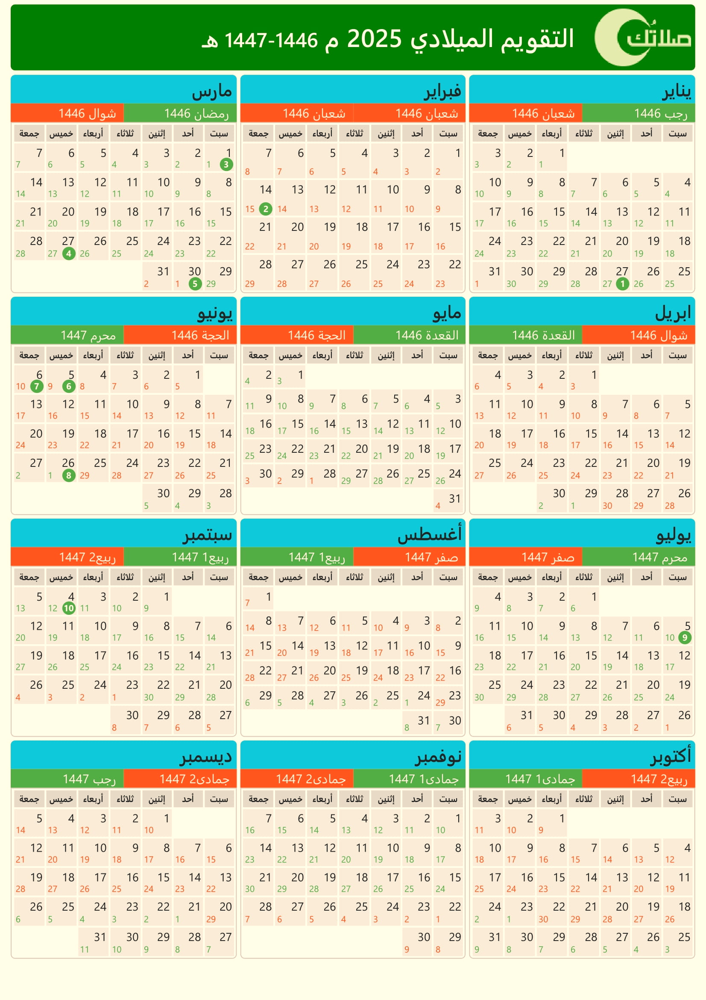 صلاتُك
التقويم الميلادي 2025 م 1446-1447 هـ
يناير
رجب 1446 شعبان 1446
سبت أحد إثنين ثلاثاء أربعاء خميس جمعة
1 2 3
1 2 3
4 5 6 7 8 9 10
4 5 6 7 8 9 10
11 12 13 14 15 16 17
11 12 13 14 15 16 17
18 19 20 21 22 23 24
18 19 20 21 22 23 24
25 26 27 28 29 30 31
25 26 1 27 28 29 30 1
فبراير
شعبان 1446 شعبان 1446
سبت أحد إثنين ثلاثاء أربعاء خميس جمعة
1 2 3 4 5 6 7
2 3 4 5 6 7 8
8 9 10 11 12 13 14
9 10 11 12 13 14 2 15
15 16 17 18 19 20 21
16 17 18 19 20 21 22
22 23 24 25 26 27 28
23 24 25 26 27 28 29
مارس
رمضان 1446 شوال 1446
سبت أحد إثنين ثلاثاء أربعاء خميس جمعة
1 2 3 4 5 6 7
3 1 2 3 4 5 6 7
8 9 10 11 12 13 14
8 9 10 11 12 13 14
15 16 17 18 19 20 21
15 16 17 18 19 20 21
22 23 24 25 26 27 28
22 23 24 25 26 4 27 28
29 30 31
29 5 1 2
ابريل
شوال 1446 القعدة 1446
سبت أحد إثنين ثلاثاء أربعاء خميس جمعة
1 2 3 4
3 4 5 6
5 6 7 8 9 10 11
7 8 9 10 11 12 13
12 13 14 15 16 17 18
14 15 16 17 18 19 20
19 20 21 22 23 24 25
21 22 23 24 25 26 27
26 27 28 29 30
28 29 30 1 2
مايو
القعدة 1446 الحجة 1446
سبت أحد إثنين ثلاثاء أربعاء خميس جمعة
1 2
3 4
3 4 5 6 7 8 9
5 6 7 8 9 10 11
10 11 12 13 14 15 16
12 13 14 15 16 17 18
17 18 19 20 21 22 23
19 20 21 22 23 24 25
24 25 26 27 28 29 30
26 27 28 29 1 2 3
31
4
يونيو
الحجة 1446 محرم 1447
سبت أحد إثنين ثلاثاء أربعاء خميس جمعة
1 2 3 4 5 6
5 6 7 8 6 9 7 10
7 8 9 10 11 12 13
11 12 13 14 15 16 17
14 15 16 17 18 19 20
18 19 20 21 22 23 24
21 22 23 24 25 26 27
25 26 27 28 29 8 1 2
28 29 30
3 4 5
يوليو
محرم 1447 صفر 1447
سبت أحد إثنين ثلاثاء أربعاء خميس جمعة
1 2 3 4
6 7 8 9
5 6 7 8 9 10 11
9 10 11 12 13 14 15 16
12 13 14 15 16 17 18
17 18 19 20 21 22 23
19 20 21 22 23 24 25
24 25 26 27 28 29 30
26 27 28 29 30 31
1 2 3 4 5 6
أغسطس
صفر 1447 ربيع1 1447
سبت أحد إثنين ثلاثاء أربعاء خميس جمعة
1
7
2 3 4 5 6 7 8
8 9 10 11 12 13 14
9 10 11 12 13 14 15
15 16 17 18 19 20 21
16 17 18 19 20 21 22
22 23 24 25 26 27 28
23 24 25 26 27 28 29
29 1 2 3 4 5 6
30 31
7 8
سبتمبر
ربيع1 1447 ربيع2 1447
سبت أحد إثنين ثلاثاء أربعاء خميس جمعة
1 2 3 4 5
9 10 11 10 12 13
6 7 8 9 10 11 12
14 15 16 17 18 19 20
13 14 15 16 17 18 19
21 22 23 24 25 26 27
20 21 22 23 24 25 26
28 29 30 1 2 3 4
27 28 29 30
5 6 7 8
أكتوبر
ربيع2 1447 جمادى1 1447
سبت أحد إثنين ثلاثاء أربعاء خميس جمعة
1 2 3
9 10 11
4 5 6 7 8 9 10
12 13 14 15 16 17 18
11 12 13 14 15 16 17
19 20 21 22 23 24 25
18 19 20 21 22 23 24
26 27 28 29 30 1 2
25 26 27 28 29 30 31
3 4 5 6 7 8 9
نوفمبر
جمادى1 1447 جمادى2 1447
سبت أحد إثنين ثلاثاء أربعاء خميس جمعة
1 2 3 4 5 6 7
10 11 12 13 14 15 16
8 9 10 11 12 13 14
17 18 19 20 21 22 23
15 16 17 18 19 20 21
24 25 26 27 28 29 30
22 23 24 25 26 27 28
1 2 3 4 5 6 7
29 30
8 9
ديسمبر
جمادى2 1447 رجب 1447
سبت أحد إثنين ثلاثاء أربعاء خميس جمعة
1 2 3 4 5
10 11 12 13 14
6 7 8 9 10 11 12
15 16 17 18 19 20 21
13 14 15 16 17 18 19
22 23 24 25 26 27 28
20 21 22 23 24 25 26
29 1 2 3 4 5 6
27 28 29 30 31
7 8 9 10 11